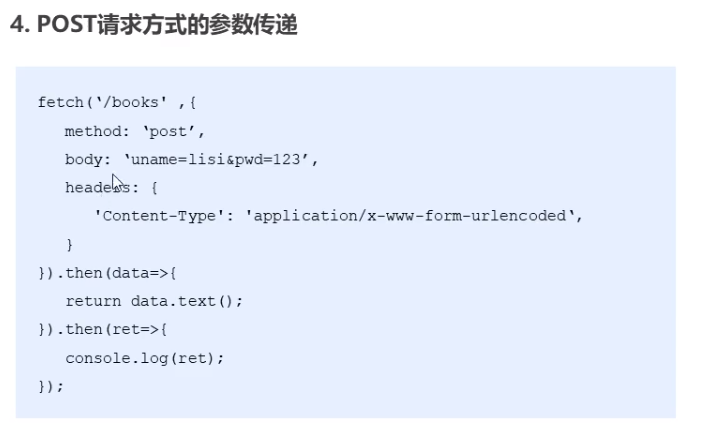 4. POST请求方式的参数传递
fetch(‘/books' ,{
method: ‘post’,
body: ‘uname=lisi&pwd=123’,
headers: {
'Content-Type': 'application/x-www-form-urlencoded‘,
}
}).then(data=>{
return data.text();
}).then(ret=>{
console.log(ret);
});